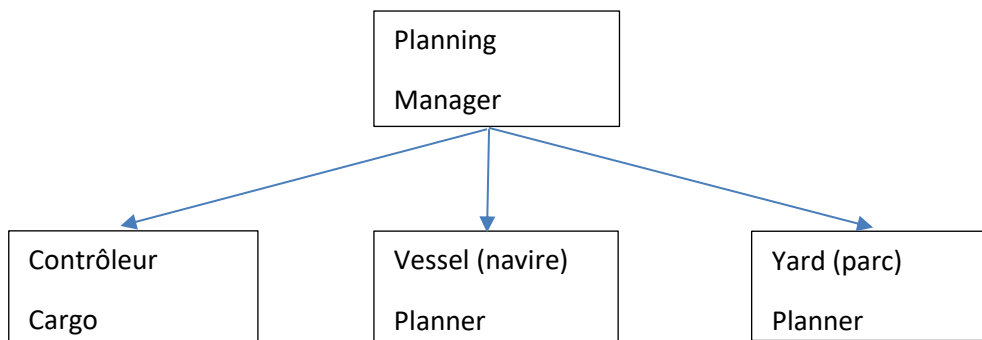 Planning
Manager
Contrôleur
Cargo
Vessel (navire)
Planner
Yard (parc)
Planner